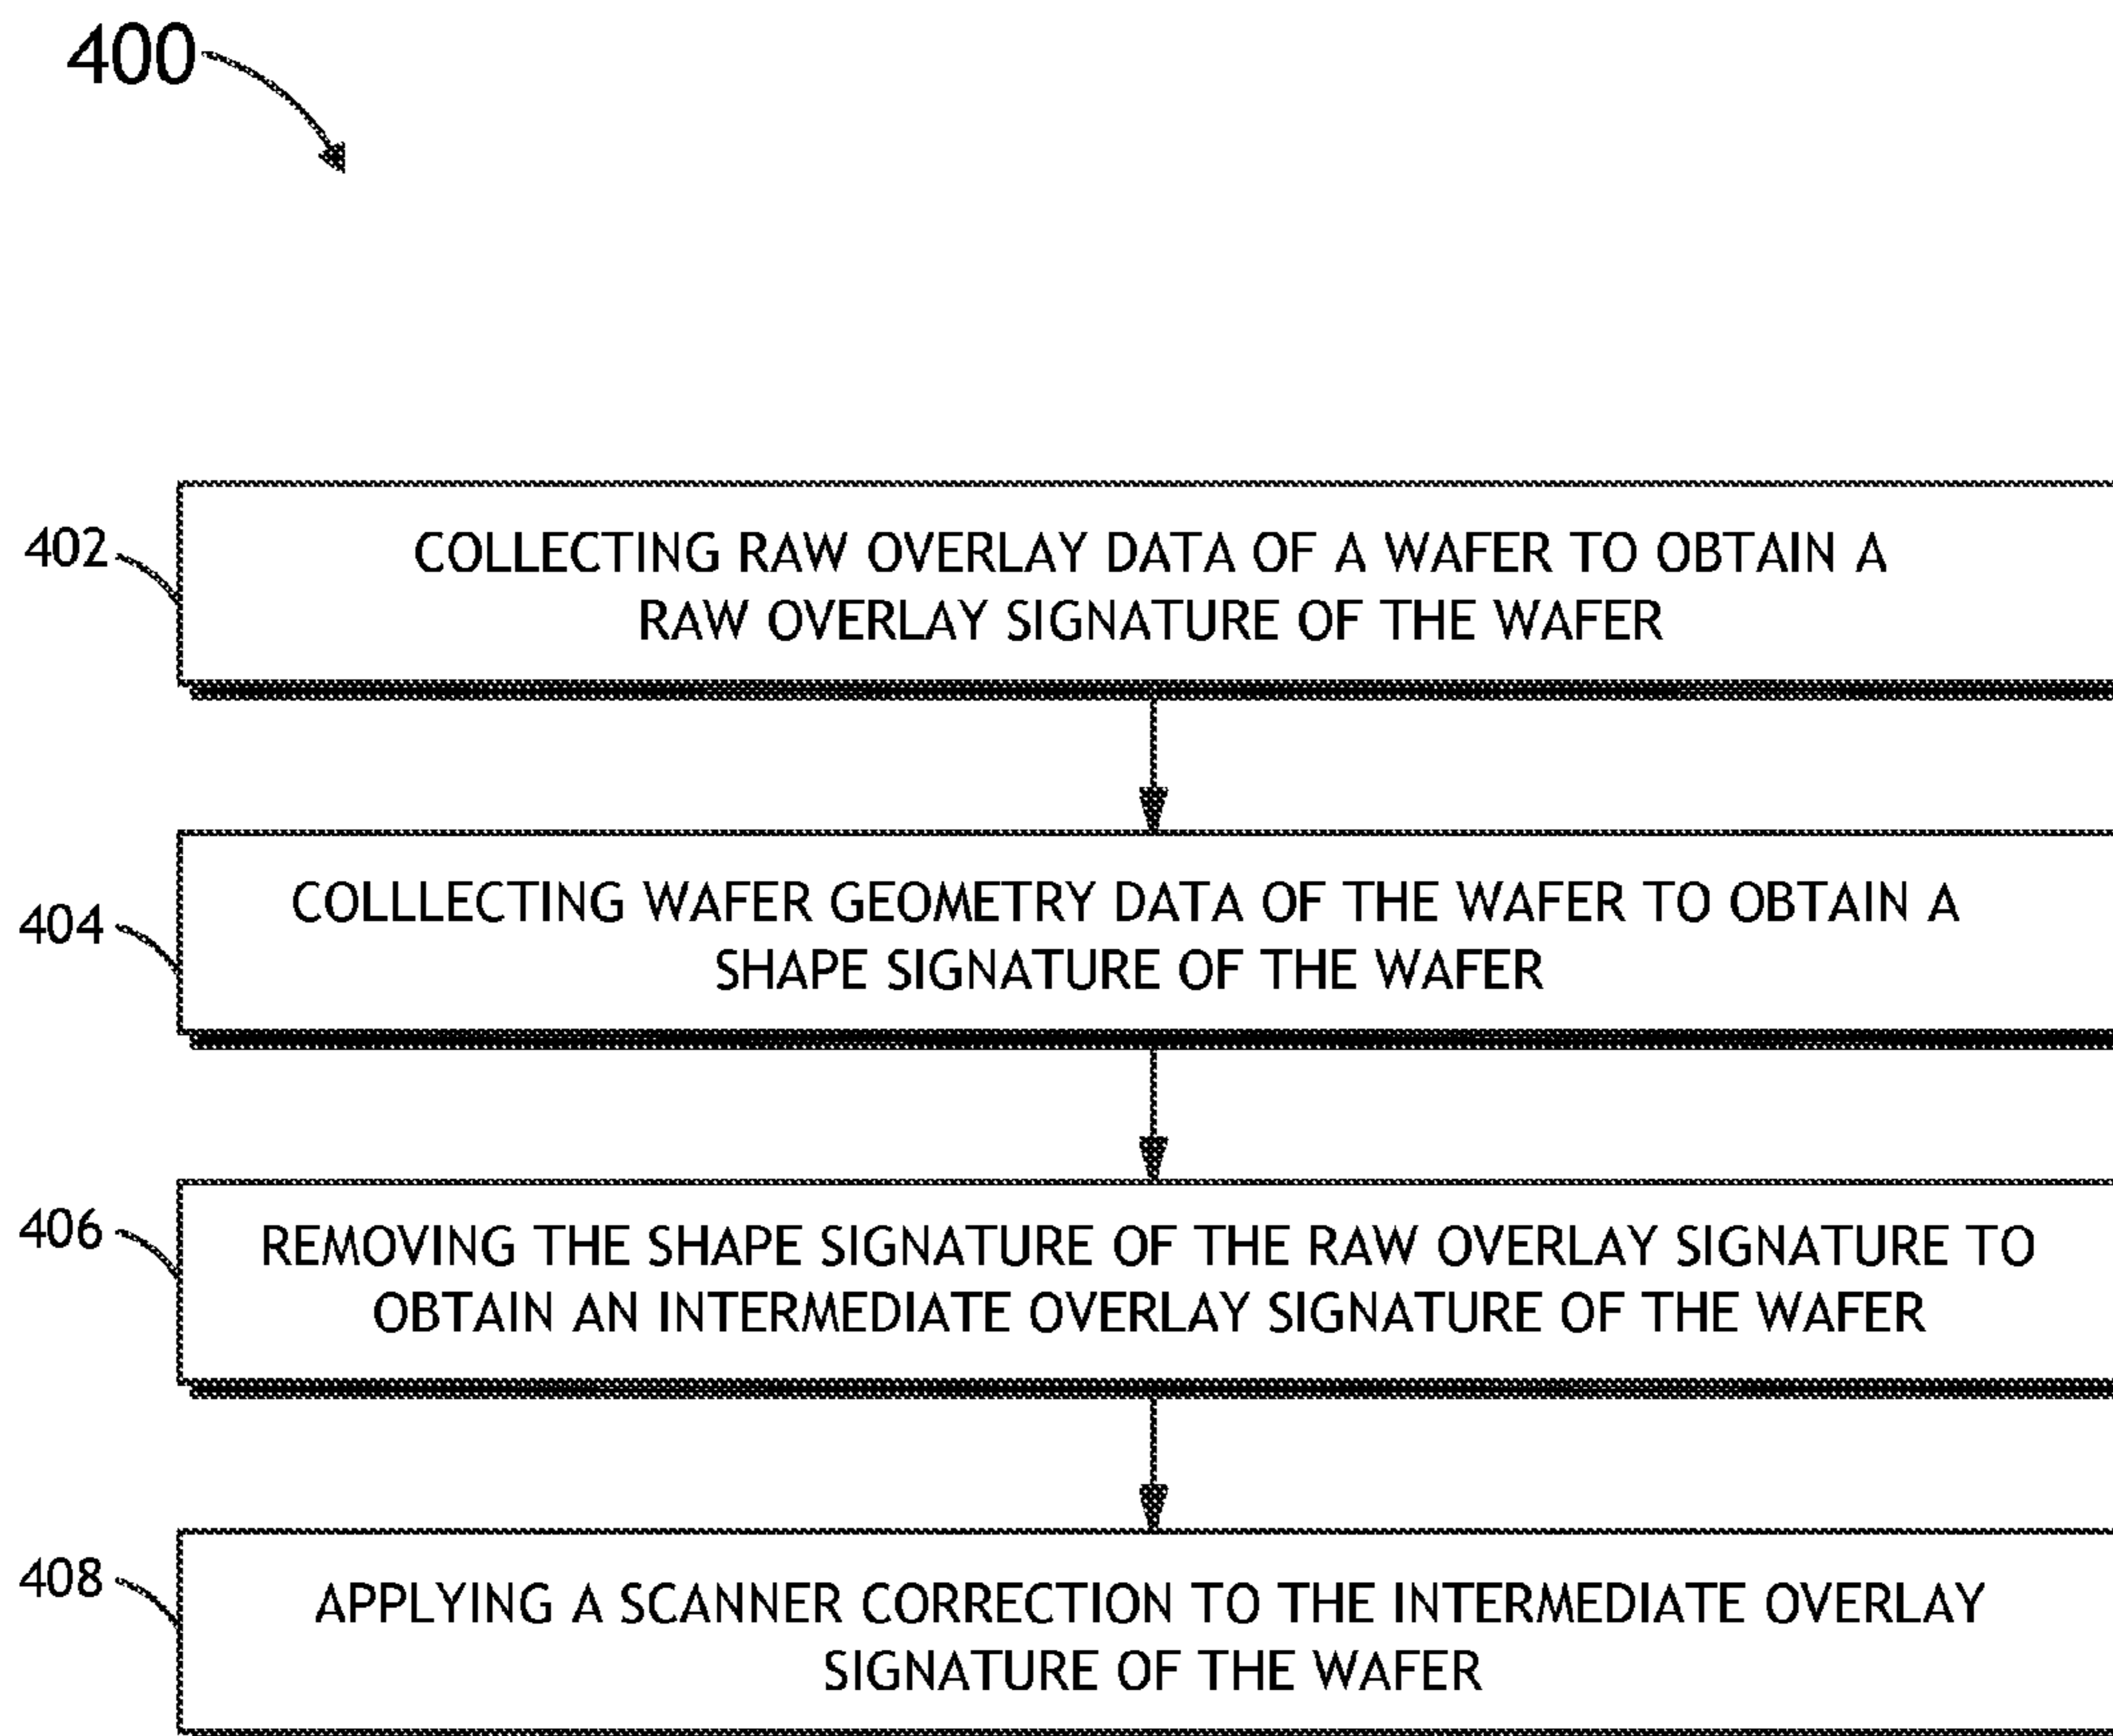 400
402
COLLECTING RAW OVERLAY DATA OF A WAFER TO OBTAIN A
RAW OVERLAY SIGNATURE OF THE WAFER
404
COLLLECTING WAFER GEOMETRY DATA OF THE WAFER TO OBTAIN A
SHAPE SIGNATURE OF THE WAFER
406
REMOVING THE SHAPE SIGNATURE OF THE RAW OVERLAY SIGNATURE TO
OBTAIN AN INTERMEDIATE OVERLAY SIGNATURE OF THE WAFER
408
APPLYING A SCANNER CORRECTION TO THE INTERMEDIATE OVERLAY
SIGNATURE OF THE WAFER